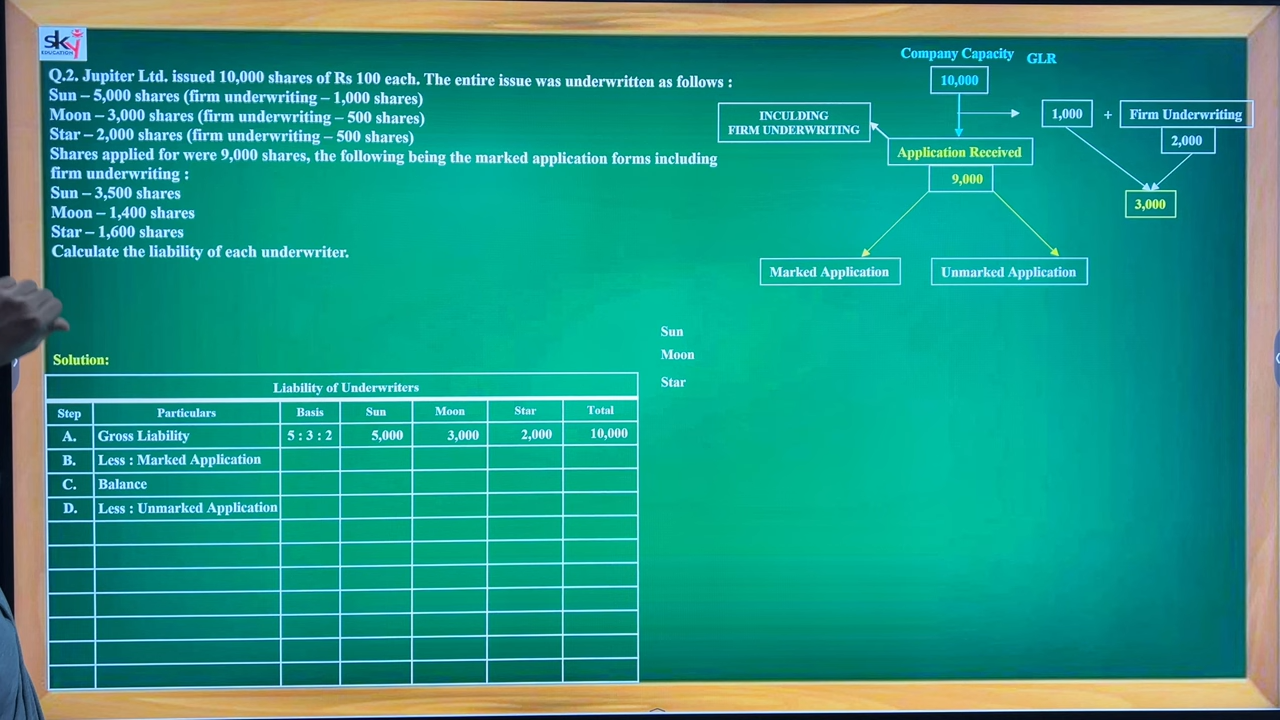 sky
EDUCATION
Q.2. Jupiter Ltd. issued 10,000 shares of Rs 100 each. The entire issue was underwritten as follows :
Sun – 5,000 shares (firm underwriting – 1,000 shares)
Moon – 3,000 shares (firm underwriting – 500 shares)
Star – 2,000 shares (firm underwriting – 500 shares)
Shares applied for were 9,000 shares, the following being the marked application forms including
firm underwriting :
Sun – 3,500 shares
Moon – 1,400 shares
Star – 1,600 shares
Calculate the liability of each underwriter.
Company Capacity GLR
10,000
INCULDING
FIRM UNDERWRITING
1,000 + Firm Underwriting
2,000
Application Received
9,000
3,000
Marked Application Unmarked Application
Sun
Moon
Star
Solution:
Liability of Underwriters
Step Particulars Basis Sun Moon Star Total
A. Gross Liability 5 : 3 : 2 5,000 3,000 2,000 10,000
B. Less : Marked Application
C. Balance
D. Less : Unmarked Application